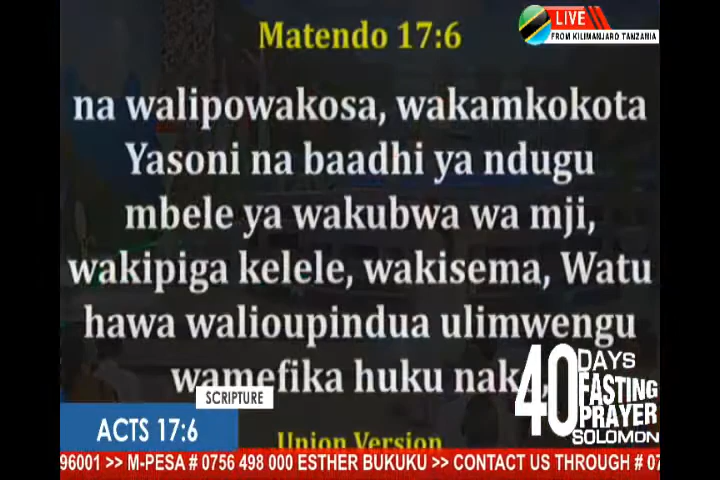 LIVE
FROM KILIMANJARO TANZANIA
Matendo 17:6
na walipowakosa, wakamkokota
Yasoni na baadhi ya ndugu
mbele ya wakubwa wa mji,
wakipiga kelele, wakisema, Watu
hawa walioupindua ulimwengu
wamefika huku
40 DAYS
FASTING
PRAYER
SOLOMON
SCRIPTURE
ACTS 17:6
Union Version
96001 >> M-PESA # 0756 498 000 ESTHER BUKUKU >> CONTACT US THROUGH # 07